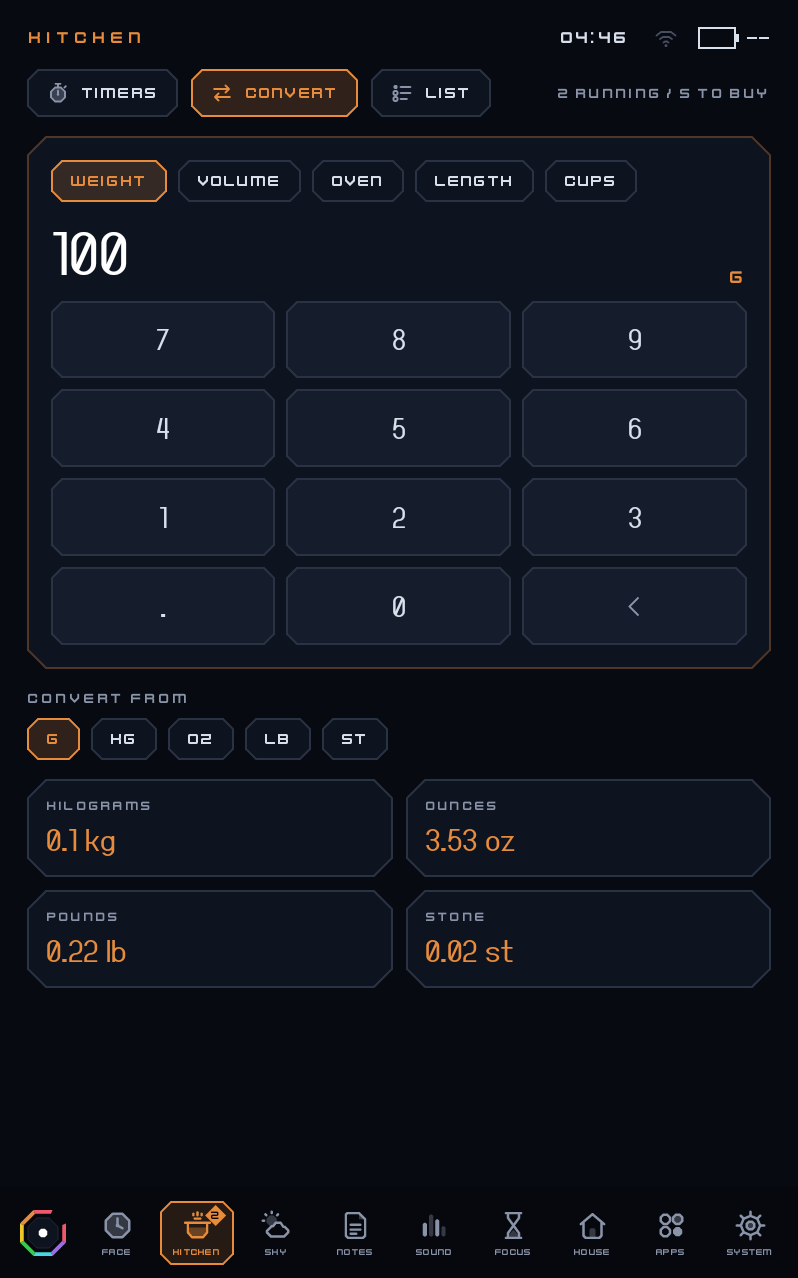 KITCHEN
04:46
--
TIMERS
CONVERT
LIST
2 RUNNING / 5 TO BUY
WEIGHT
VOLUME
OVEN
LENGTH
CUPS
100
G
7
8
9
4
5
6
1
2
3
.
0
CONVERT FROM
G
KG
OZ
LB
ST
KILOGRAMS
OUNCES
0.1 kg
3.53 oz
POUNDS
STONE
0.22 lb
0.02 st
2
FACE
KITCHEN
SKY
NOTES
SOUND
FOCUS
HOUSE
APPS
SYSTEM